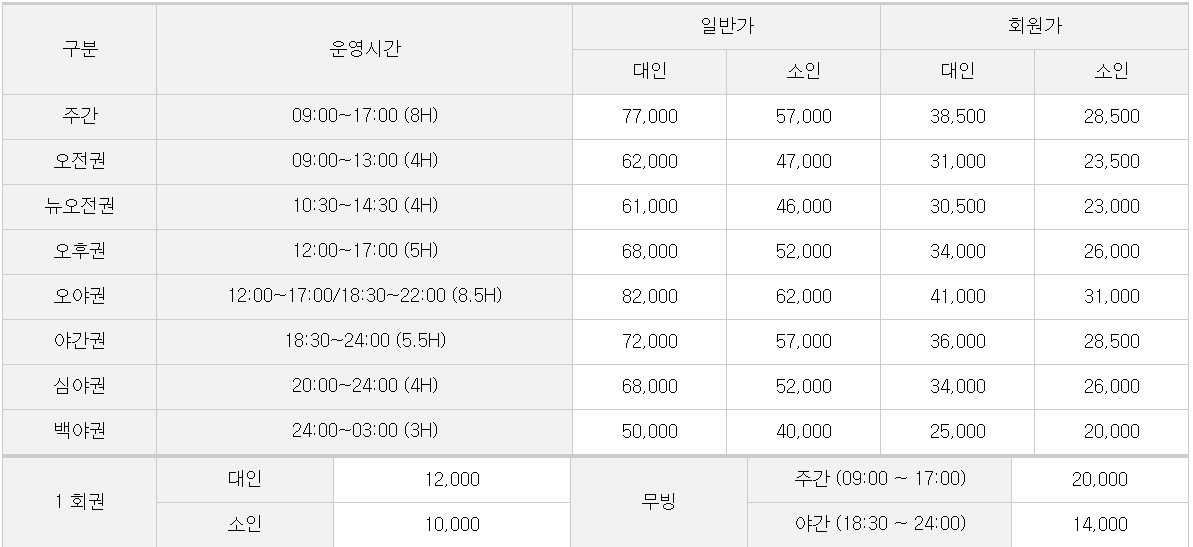 구분 운영시간 일반가 회원가
대인 소인 대인 소인
주간 09:00~17:00 (8H) 77,000 57,000 38,500 28,500
오전권 09:00~13:00 (4H) 62,000 47,000 31,000 23,500
뉴오전권 10:30~14:30 (4H) 61,000 46,000 30,500 23,000
오후권 12:00~17:00 (5H) 68,000 52,000 34,000 26,000
오야권 12:00~17:00/18:30~22:00 (8.5H) 82,000 62,000 41,000 31,000
야간권 18:30~24:00 (5.5H) 72,000 57,000 36,000 28,500
심야권 20:00~24:00 (4H) 68,000 52,000 34,000 26,000
백야권 24:00~03:00 (3H) 50,000 40,000 25,000 20,000
1 회권 대인 12,000 무빙 주간 (09:00 ~ 17:00) 20,000
소인 10,000 야간 (18:30 ~ 24:00) 14,000